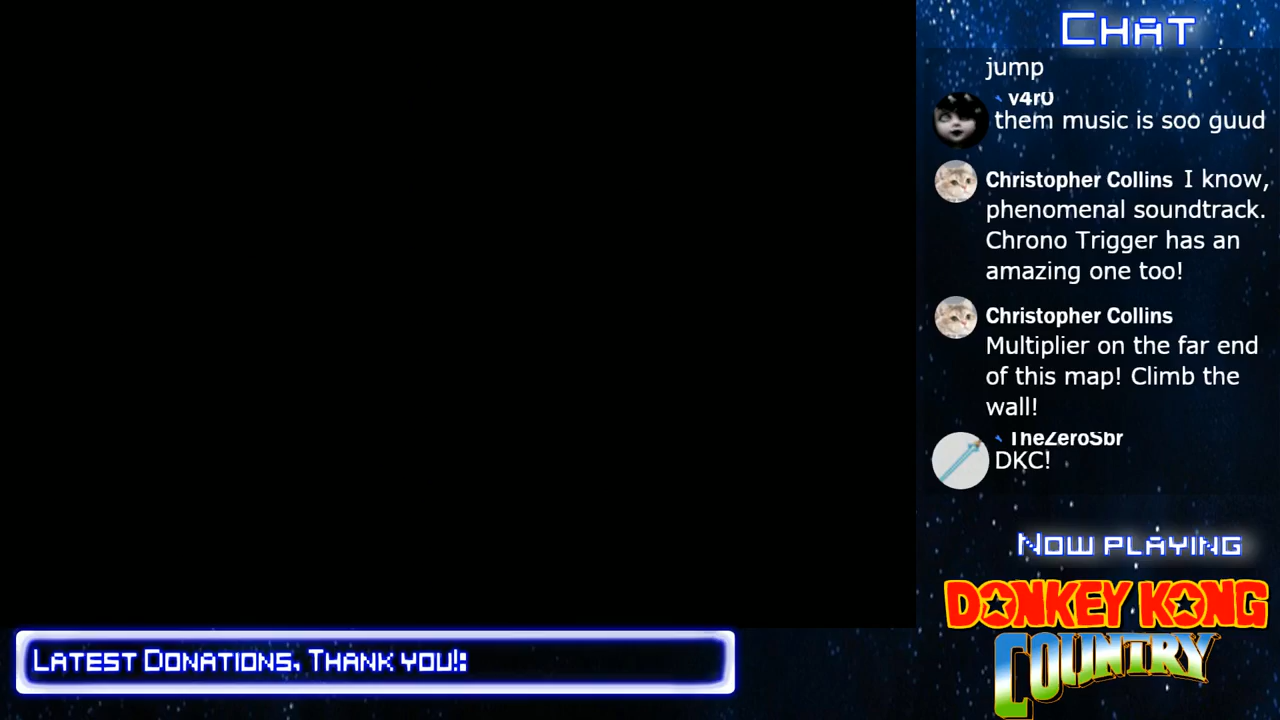 Chat
jump
v4r0
them music is soo guud
Christopher Collins I know,
phenomenal soundtrack.
Chrono Trigger has an
amazing one too!
Christopher Collins
Multiplier on the far end
of this map! Climb the
wall!
TheZeroSbr
DKC!
Now playing
DONKEY KONG
COUNTRY
Latest Donations, Thank you!: